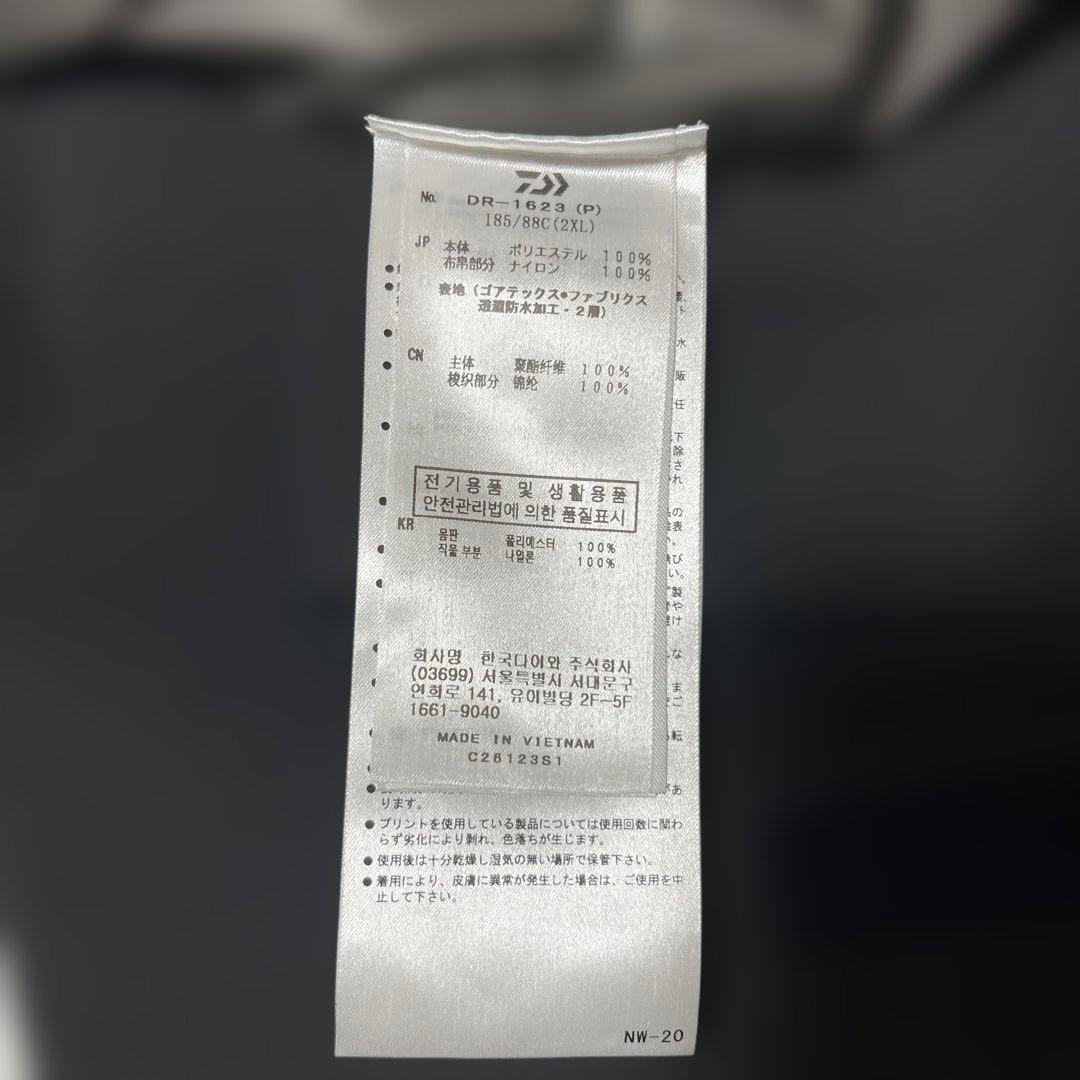 No. DR-1623 (P)
185/88C(2XL)
JP 本体 ポリエステル 100%
布帛部分 ナイロン 100%
表地 (ゴアテックス●ファブリクス
透湿防水加工・2層)
CN 主体 聚酯纤维 100%
梭织部分 锦纶 100%
전기용품 및 생활용품
안전관리법에 의한 품질표시
KR 몸판 폴리에스터 100%
직물 부분 나일론 100%
회사명 한국다이와 주식회사
(03699) 서울특별시 서대문구
연희로 141, 유이빌딩 2F-5F
1661-9040
MADE IN VIETNAM
C26123S1
ります。
●プリントを使用している製品については使用回数に関わ
らず劣化により剥れ、色落ちが生じます。
●使用後は十分乾燥し湿気の無い場所で保管下さい。
●着用により、皮膚に異常が発生した場合は、ご使用を中
止して下さい。
NW-20